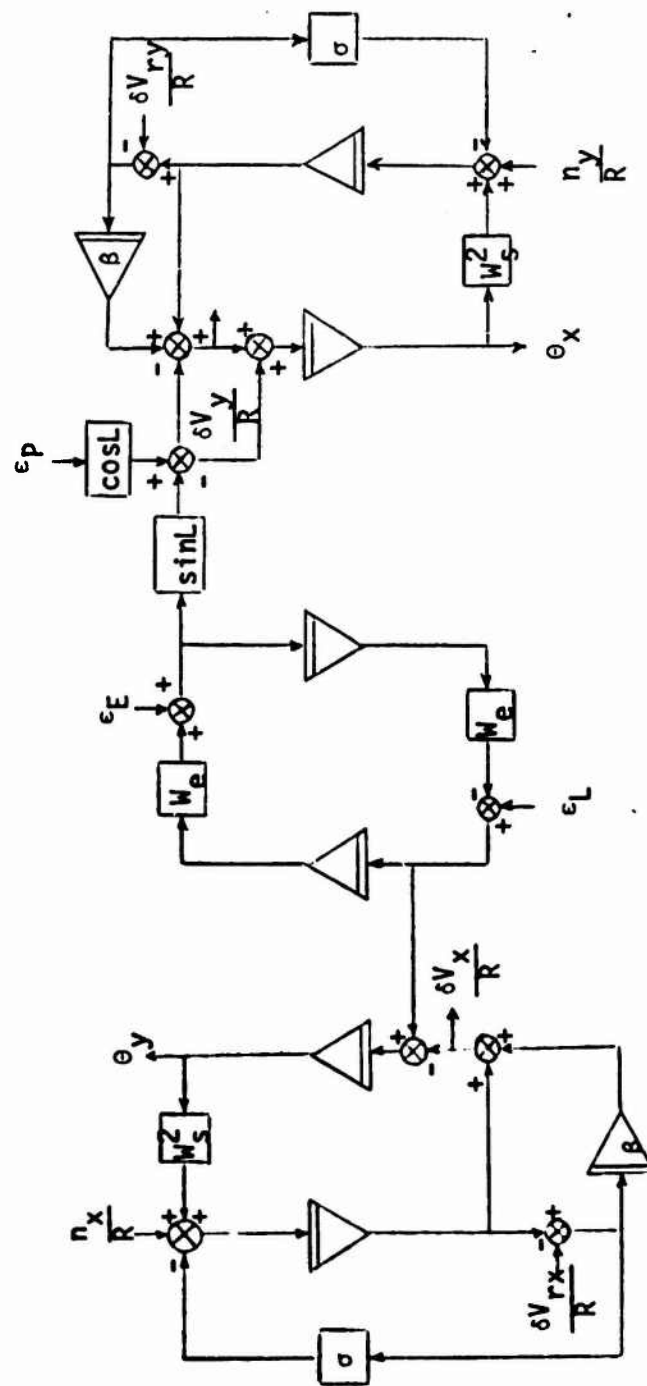 δV_ry/R
σ
β
n_y/R
W_s^2
θ_x
ε_p
cosL
δV_y/R
sinL
ε_E
W_e
W_e
ε_L
δV_x/R
θ_y
W_s^2
n_x/R
β
δV_rx/R
σ